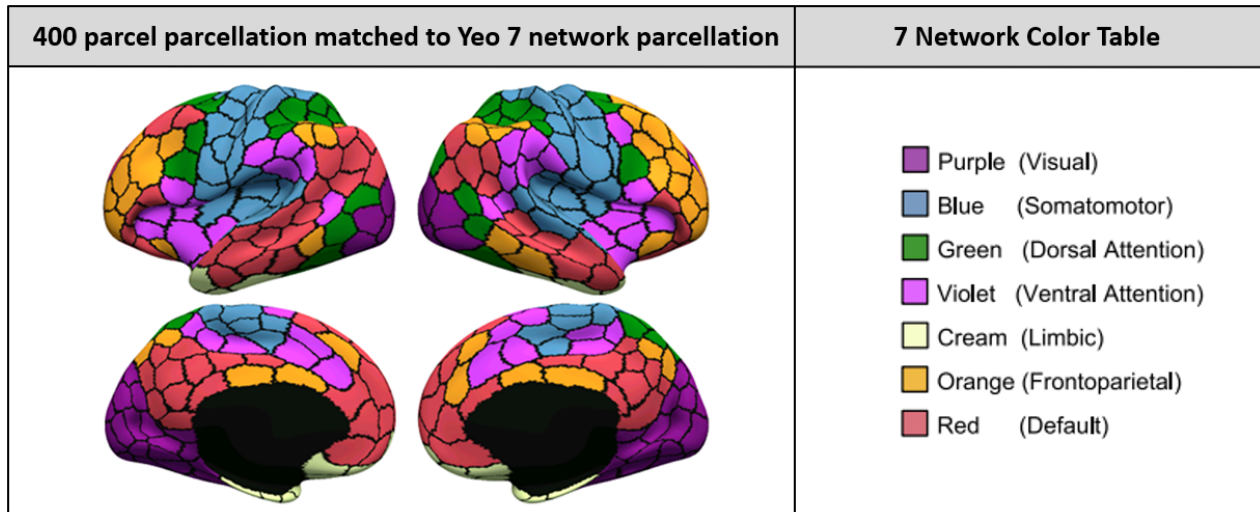 400 parcel parcellation matched to Yeo 7 network parcellation
7 Network Color Table
Purple (Visual)
Blue (Somatomotor)
Green (Dorsal Attention)
Violet (Ventral Attention)
Cream (Limbic)
Orange (Frontoparietal)
Red (Default)